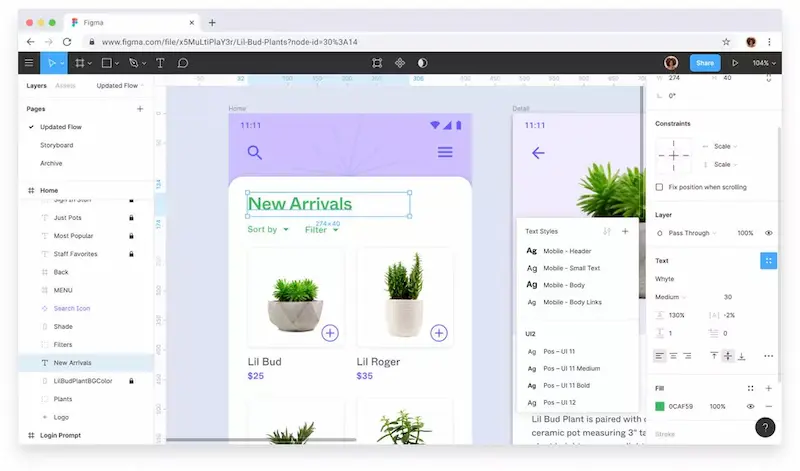 Figma
www.figma.com/file/x5MuLtiPlaY3r/Lil-Bud-Plants?node-id=30%3A14
Share
104%
Layers
Assets
Updated Flow
Pages
Updated Flow
Storyboard
Archive
Home
Sign In Stuff
Just Pots
Most Popular
Staff Favorites
Back
MENU
Search Icon
Shade
Filters
New Arrivals
LilBudPlantBGColor
Plants
Logo
Login Prompt
32
306
134
174
Home
11:11
New Arrivals
274×40
Sort by
Filter
Lil Bud
$25
Lil Roger
$35
Detail
11:11
Text Styles
Ag Mobile – Header
Ag Mobile – Small Text
Ag Mobile – Body
Ag Mobile – Body Links
UI2
Ag Pos – UI 11
Ag Pos – UI 11 Medium
Ag Pos – UI 11 Bold
Ag Pos – UI 12
Lil Bud Plant is paired with
ceramic pot measuring 3" ta
W 274 H 40
0°
Constraints
Scale
Scale
Fix position when scrolling
Layer
Pass Through 100%
Text
Whyte
Medium 30
130% -2%
1 0
Fill
0CAF59 100%
Stroke
?